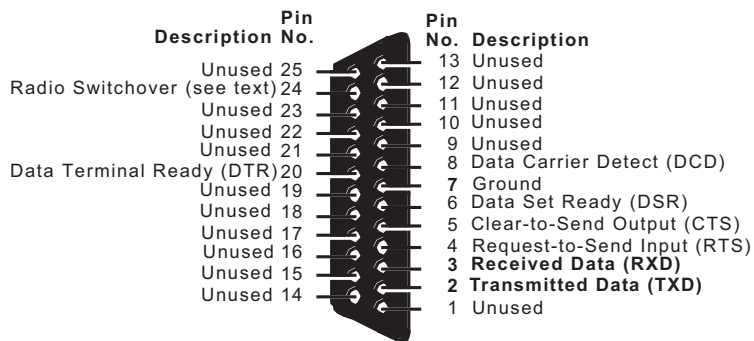 Pin
Description No.
Unused 25
Radio Switchover (see text) 24
Unused 23
Unused 22
Unused 21
Data Terminal Ready (DTR) 20
Unused 19
Unused 18
Unused 17
Unused 16
Unused 15
Unused 14
Pin
No. Description
13 Unused
12 Unused
11 Unused
10 Unused
9 Unused
8 Data Carrier Detect (DCD)
7 Ground
6 Data Set Ready (DSR)
5 Clear-to-Send Output (CTS)
4 Request-to-Send Input (RTS)
3 Received Data (RXD)
2 Transmitted Data (TXD)
1 Unused